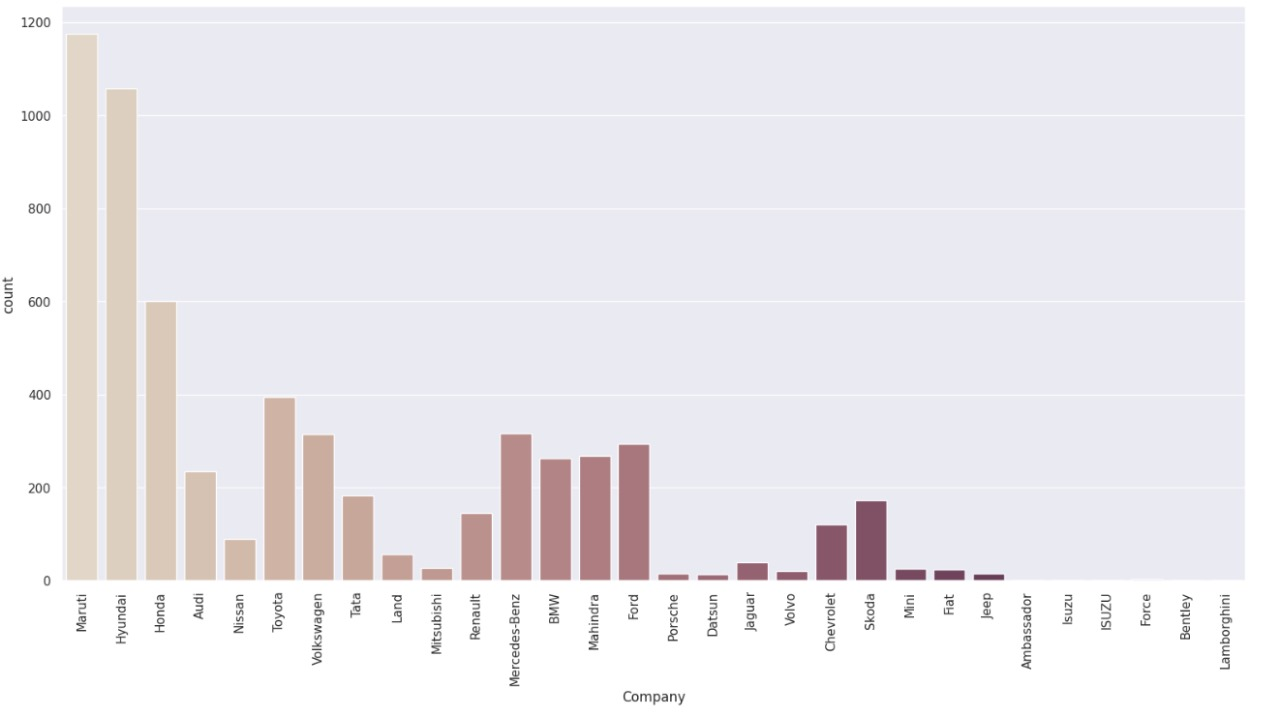 1200
1000
800
600
400
200
0
count
Maruti
Hyundai
Honda
Audi
Nissan
Toyota
Volkswagen
Tata
Land
Mitsubishi
Renault
Mercedes-Benz
BMW
Mahindra
Ford
Porsche
Datsun
Jaguar
Volvo
Chevrolet
Skoda
Mini
Fiat
Jeep
Ambassador
Isuzu
ISUZU
Force
Bentley
Lamborghini
Company